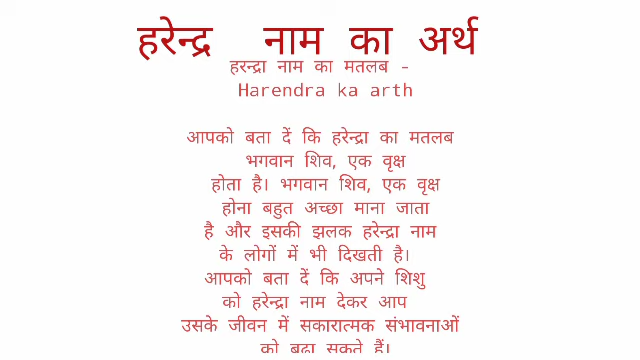 हरेन्द्र नाम का अर्थ
हरन्द्रा नाम का मतलब -
Harendra ka arth
आपको बता दें कि हरेन्द्रा का मतलब
भगवान शिव, एक वृक्ष
होता है। भगवान शिव, एक वृक्ष
होना बहुत अच्छा माना जाता
है और इसकी झलक हरेन्द्रा नाम
के लोगों में भी दिखती है।
आपको बता दें कि अपने शिशु
को हरेन्द्रा नाम देकर आप
उसके जीवन में सकारात्मक संभावनाओं
को बढ़ा सकते हैं।